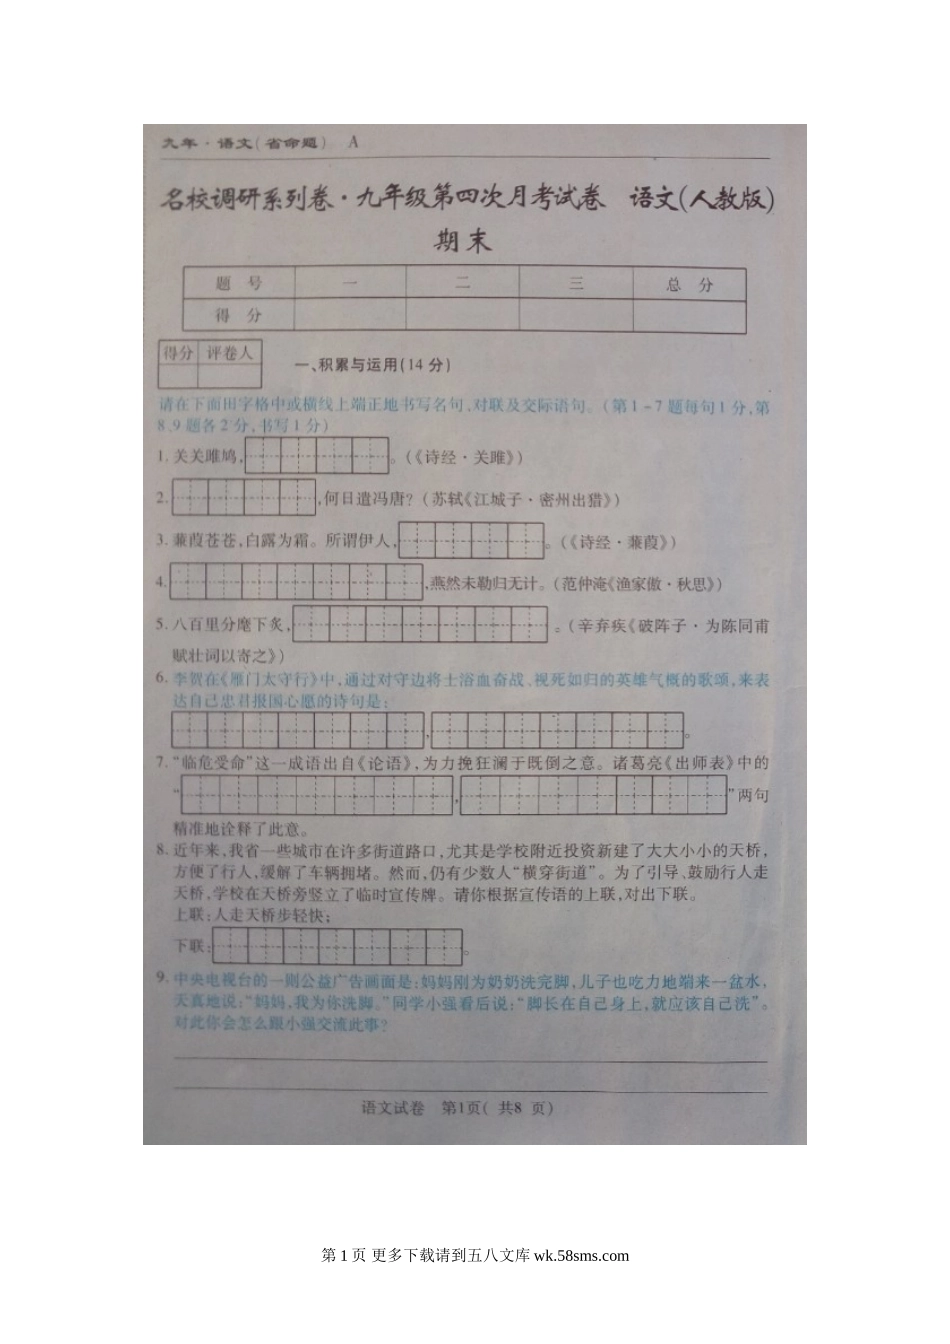 九年·语文(省命题) A
名校调研系列卷·九年级第四次月考试卷 语文(人教版)
期末
题 号 一 二 三 总 分
得 分
得分 评卷人
一、积累与运用(14 分)
请在下面田字格中或横线上端正地书写名句、对联及交际语句。(第1-7题每句1分,第
8、9题各2分,书写1分)
1. 关关雎鸠, 。(《诗经·关雎》)
2. ,何日遣冯唐?(苏轼《江城子·密州出猎》)
3. 蒹葭苍苍,白露为霜。所谓伊人, 。(《诗经·蒹葭》)
4. ,燕然未勒归无计。(范仲淹《渔家傲·秋思》)
5. 八百里分麾下炙, 。(辛弃疾《破阵子·为陈同甫
赋壮词以寄之》)
6. 李贺在《雁门太守行》中,通过对守边将士浴血奋战、视死如归的英雄气概的歌颂,来表
达自己忠君报国心愿的诗句是:
, 。
7. “临危受命”这一成语出自《论语》,为力挽狂澜于既倒之意。诸葛亮《出师表》中的
“ , ”两句
精准地诠释了此意。
8. 近年来,我省一些城市在许多街道路口,尤其是学校附近投资新建了大大小小的天桥,
方便了行人,缓解了车辆拥堵。然而,仍有少数人“横穿街道”。为了引导、鼓励行人走
天桥,学校在天桥旁竖立了临时宣传牌。请你根据宣传语的上联,对出下联。
上联:人走天桥步轻快;
下联: 。
9. 中央电视台的一则公益广告画面是:妈妈刚为奶奶洗完脚,儿子也吃力地端来一盆水,
天真地说:“妈妈,我为你洗脚。”同学小强看后说:“脚长在自己身上,就应该自己洗”。
对此你会怎么跟小强交流此事?
语文试卷 第1页( 共8 页)
第 1 页 更多下载请到五八文库 wk.58sms.com